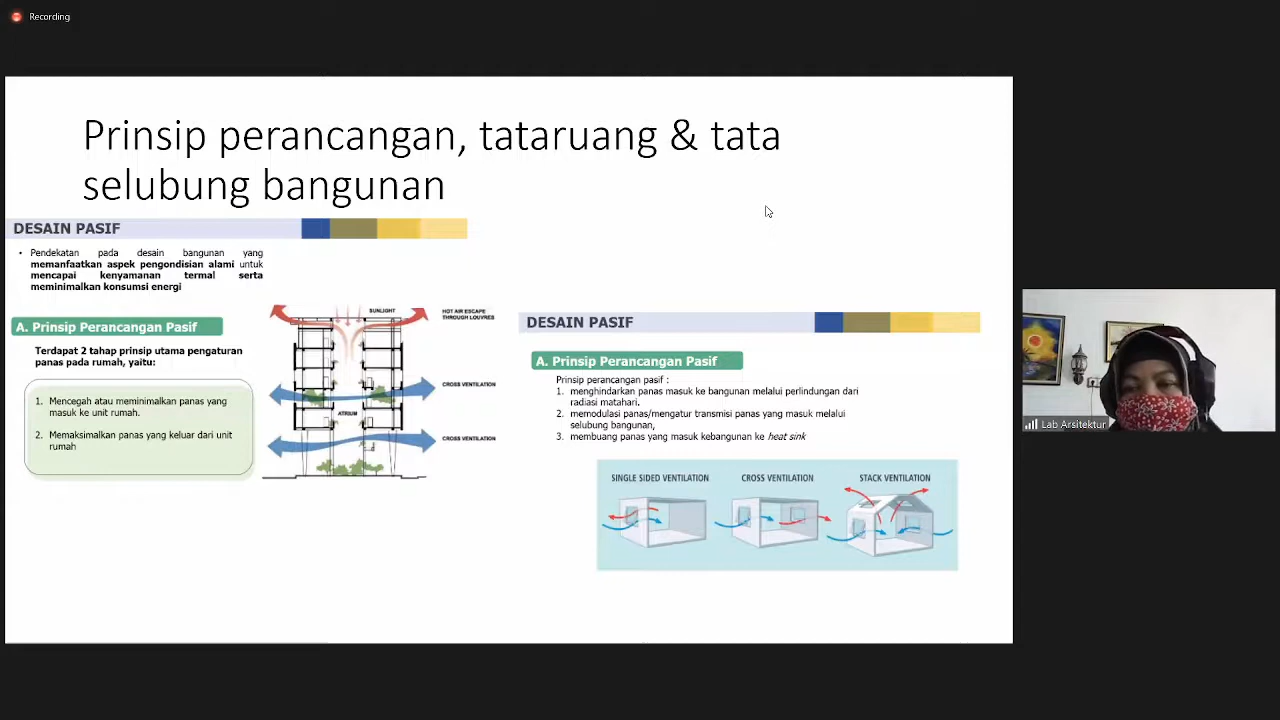 Recording
Prinsip perancangan, tataruang & tata
selubung bangunan
DESAIN PASIF
• Pendekatan pada desain bangunan yang
memanfaatkan aspek pengondisian alami untuk
mencapai kenyamanan termal serta
meminimalkan konsumsi energi
A. Prinsip Perancangan Pasif
Terdapat 2 tahap prinsip utama pengaturan
panas pada rumah, yaitu:
1. Mencegah atau meminimalkan panas yang
masuk ke unit rumah.
2. Memaksimalkan panas yang keluar dari unit
rumah
SUNLIGHT
HOT AIR ESCAPE
THROUGH LOUVRES
CROSS VENTILATION
ATRIUM
CROSS VENTILATION
DESAIN PASIF
A. Prinsip Perancangan Pasif
Prinsip perancangan pasif :
1. menghindarkan panas masuk ke bangunan melalui perlindungan dari
radiasi matahari.
2. memodulasi panas/mengatur transmisi panas yang masuk melalui
selubung bangunan,
3. membuang panas yang masuk kebangunan ke heat sink
SINGLE SIDED VENTILATION
CROSS VENTILATION
STACK VENTILATION
Lab Arsitektur